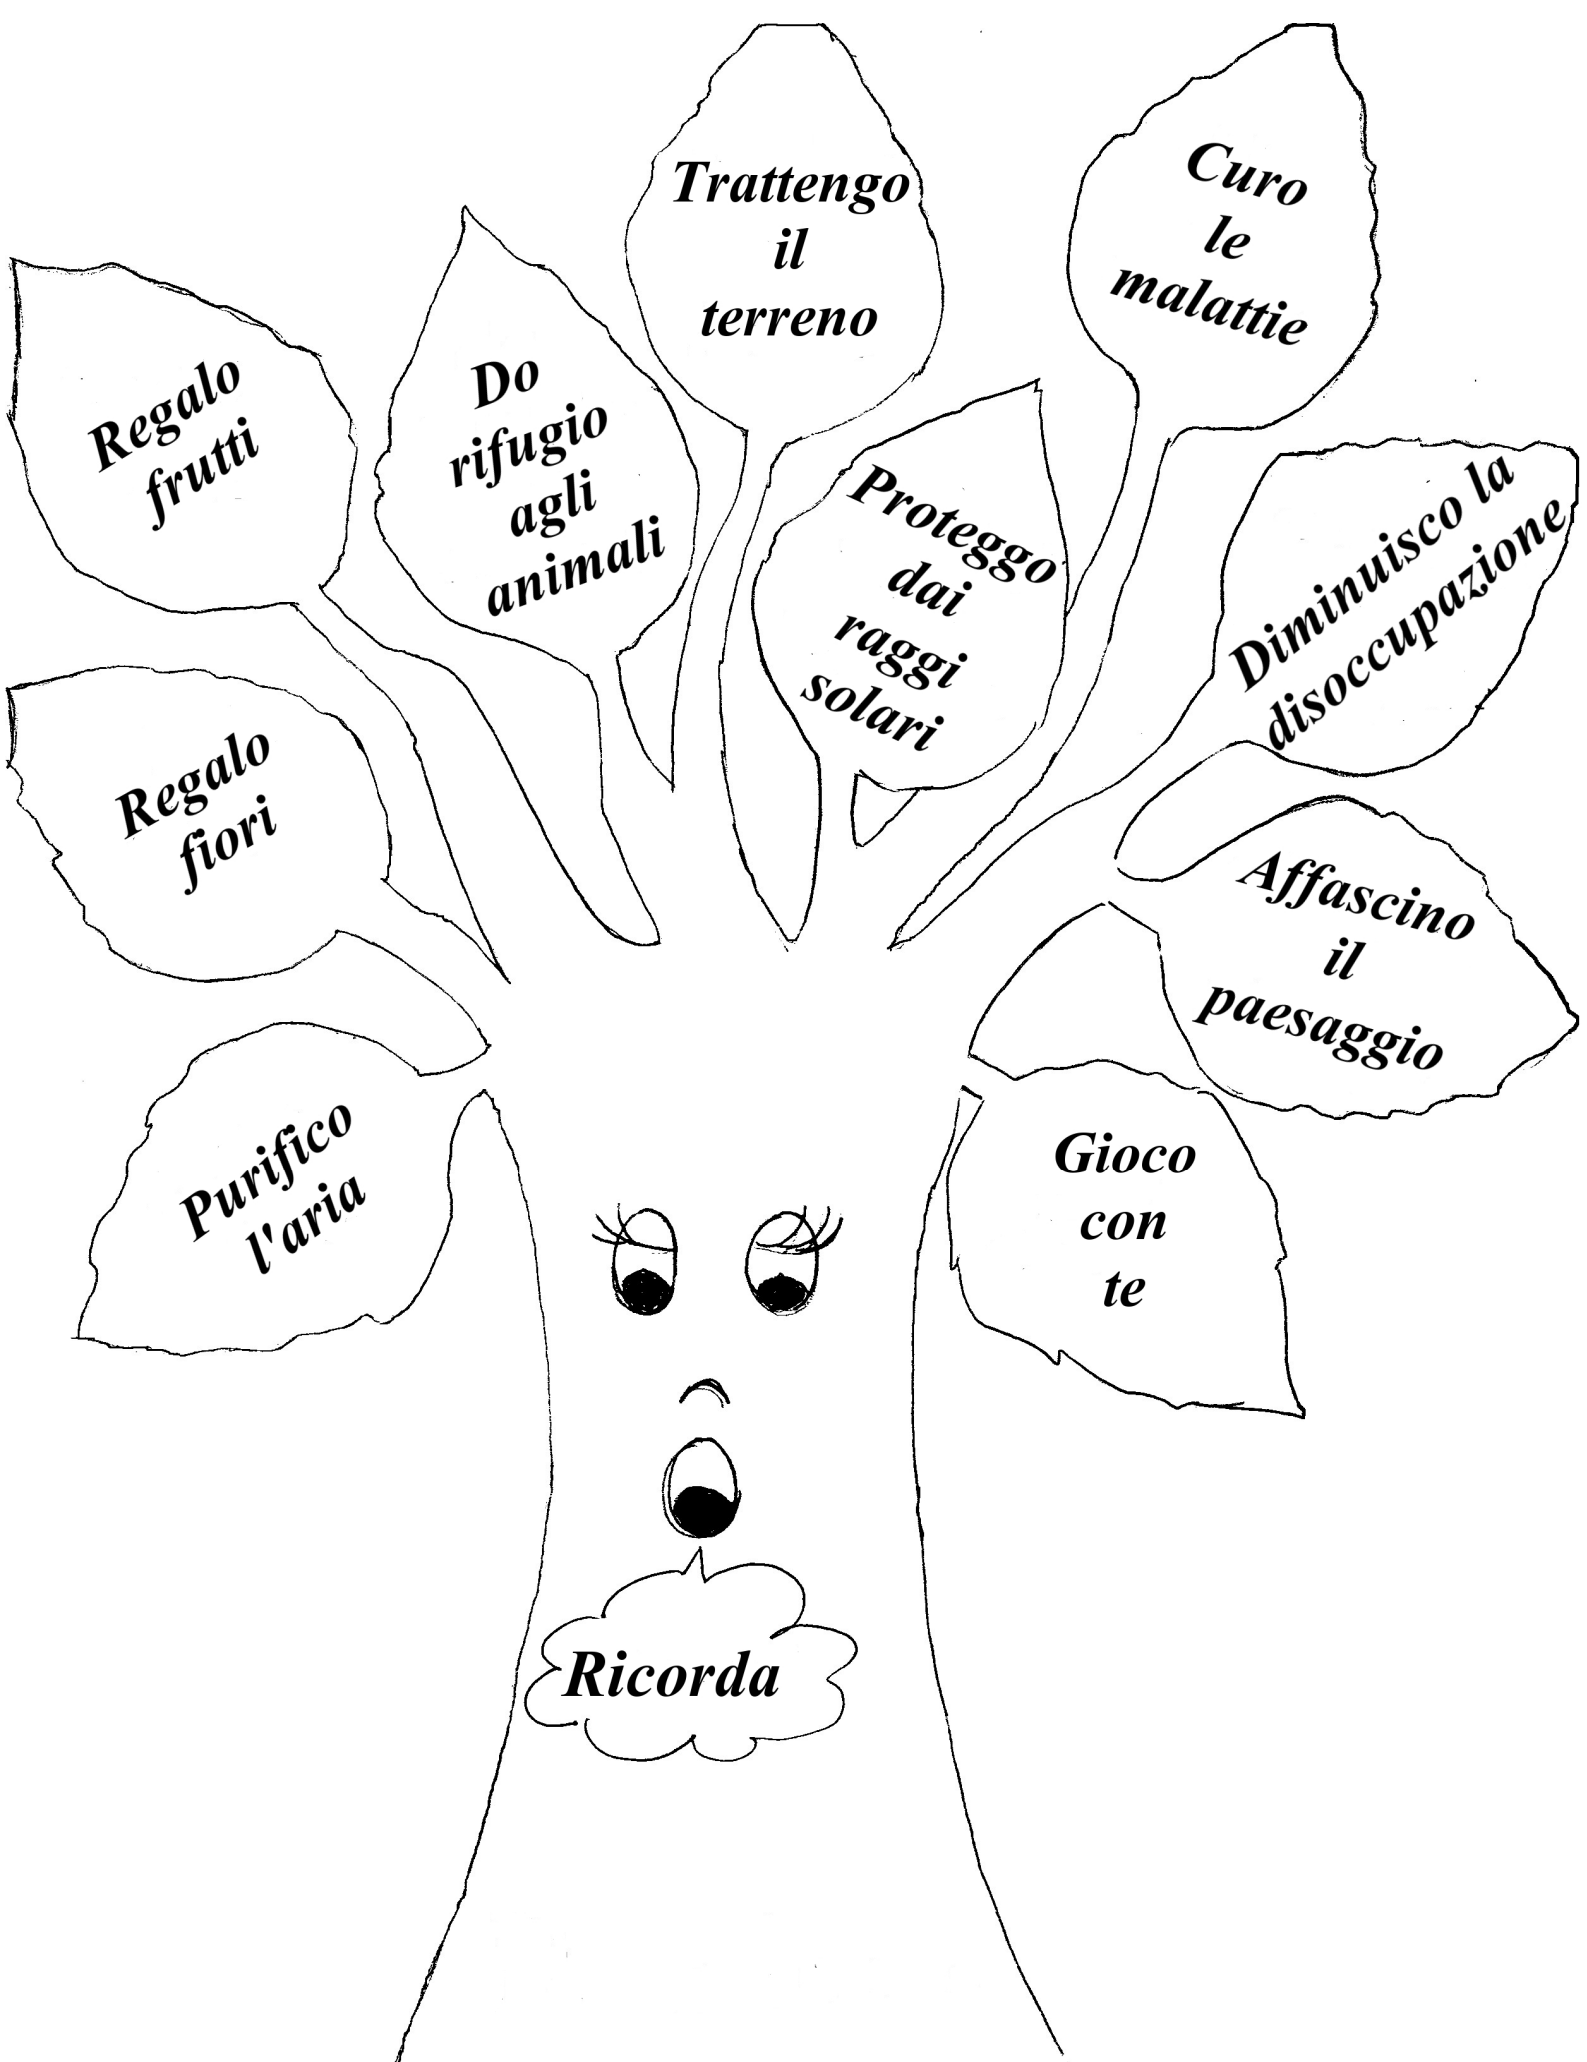 Trattengo
il
terreno
Curo
le
malattie
Regalo
frutti
Do
rifugio
agli
animali
Proteggo
dai
raggi
solari
Diminuisco la
disoccupazione
Regalo
fiori
Affascino
il
paesaggio
Purifico
l'aria
Gioco
con
te
Ricorda